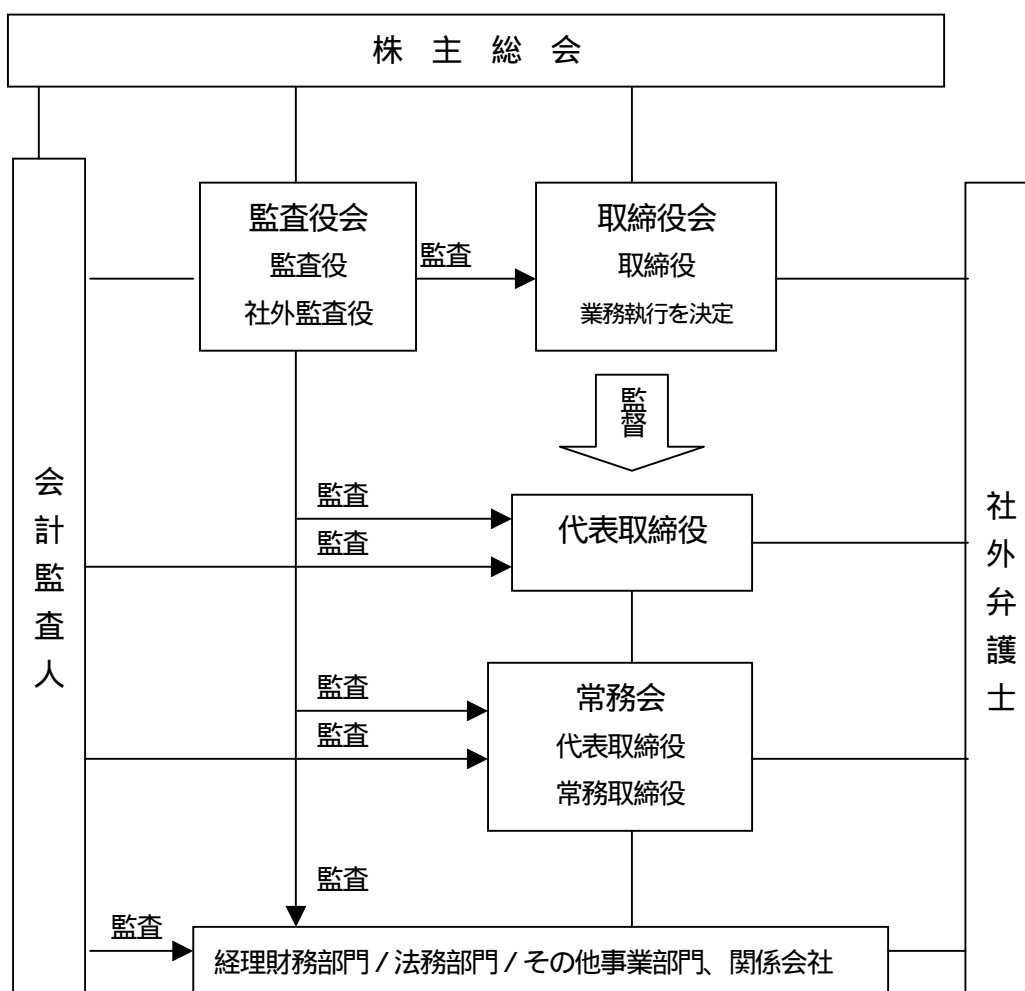 株 主 総 会
監査役会
監査役
社外監査役
監査
取締役会
取締役
業務執行を決定
監督
会計監査人
社外弁護士
監査
監査
代表取締役
監査
監査
常務会
代表取締役
常務取締役
監査
監査
経理財務部門 / 法務部門 / その他事業部門、関係会社